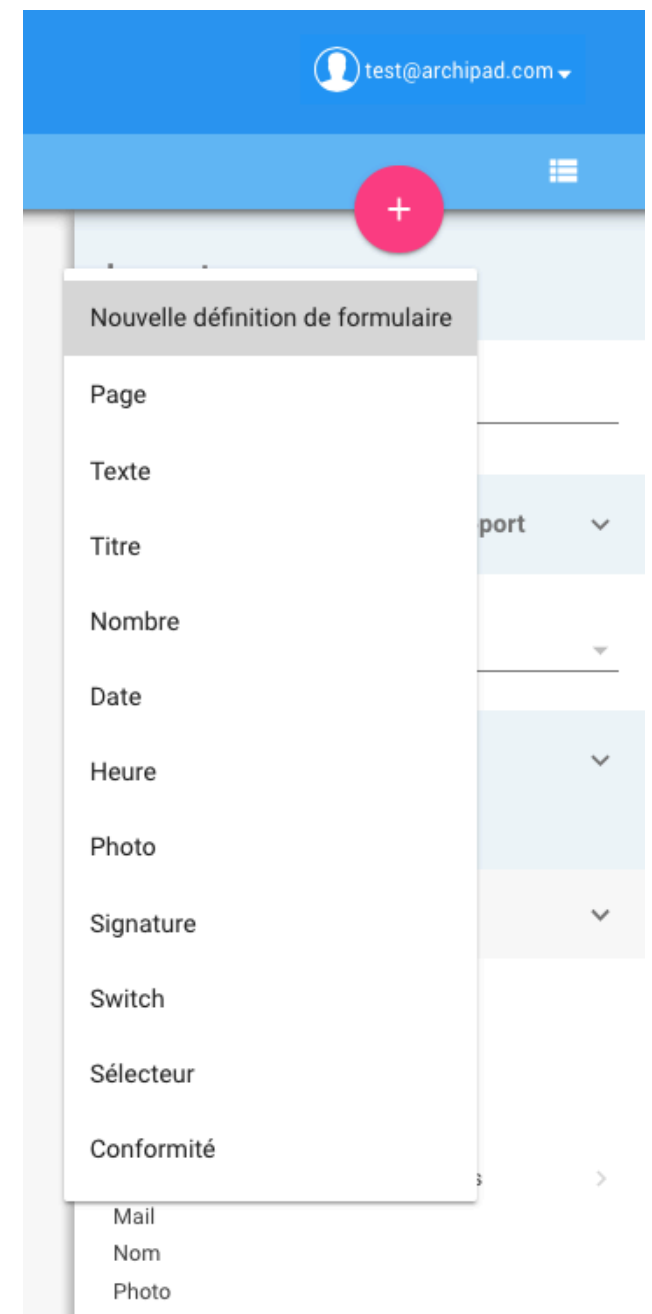 test@archipad.com
Nouvelle définition de formulaire
Page
Texte
port
Titre
Nombre
Date
Heure
Photo
Signature
Switch
Sélecteur
Conformité
s
Mail
Nom
Photo